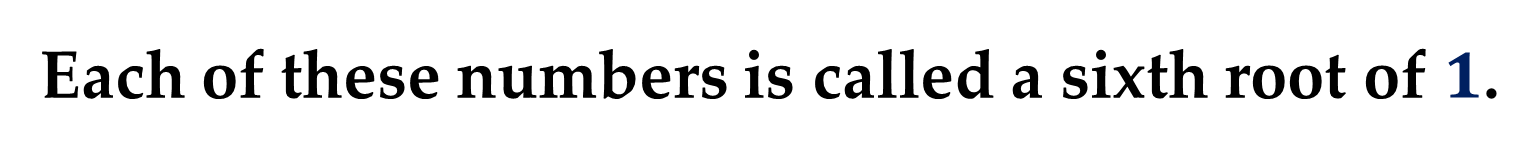 Each of these numbers is called a sixth root of 1.